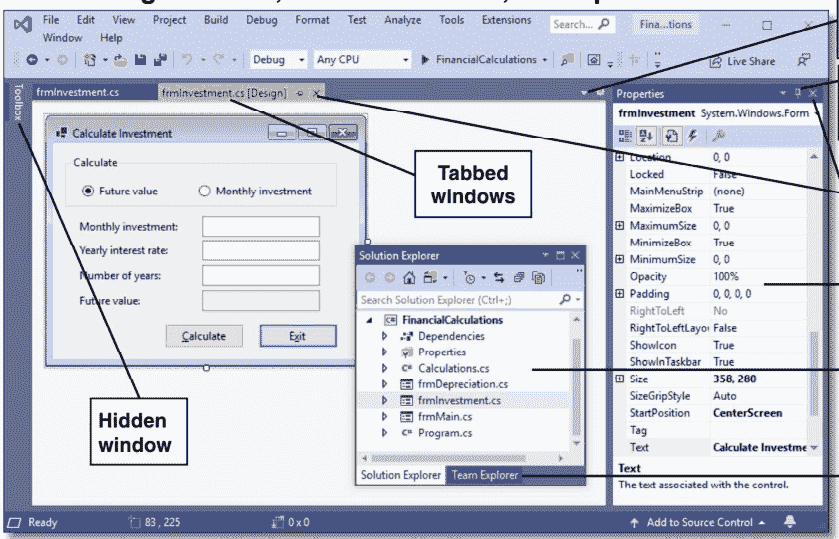 File Edit View Project Build Debug Format Test Analyze Tools Extensions Search... Fina...tions
Window Help
Debug Any CPU FinancialCalculations Live Share
Toolbox
frmInvestment.cs frmInvestment.cs [Design]
Calculate Investment
Calculate
Future value Monthly investment
Monthly investment:
Yearly interest rate:
Number of years:
Future value:
Calculate Exit
Tabbed
windows
Hidden
window
Solution Explorer
Search Solution Explorer (Ctrl+;)
FinancialCalculations
Dependencies
Properties
C# Calculations.cs
frmDepreciation.cs
frmInvestment.cs
frmMain.cs
C# Program.cs
Solution Explorer Team Explorer
Properties
frmInvestment System.Windows.Form
Location 0, 0
Locked False
MainMenuStrip (none)
MaximizeBox True
MaximumSize 0, 0
MinimizeBox True
MinimumSize 0, 0
Opacity 100%
Padding 0, 0, 0, 0
RightToLeft No
RightToLeftLayou False
ShowIcon True
ShowInTaskbar True
Size 358, 280
SizeGripStyle Auto
StartPosition CenterScreen
Tag
Text Calculate Investme
Text
The text associated with the control.
Ready 83, 225 0 x 0 Add to Source Control